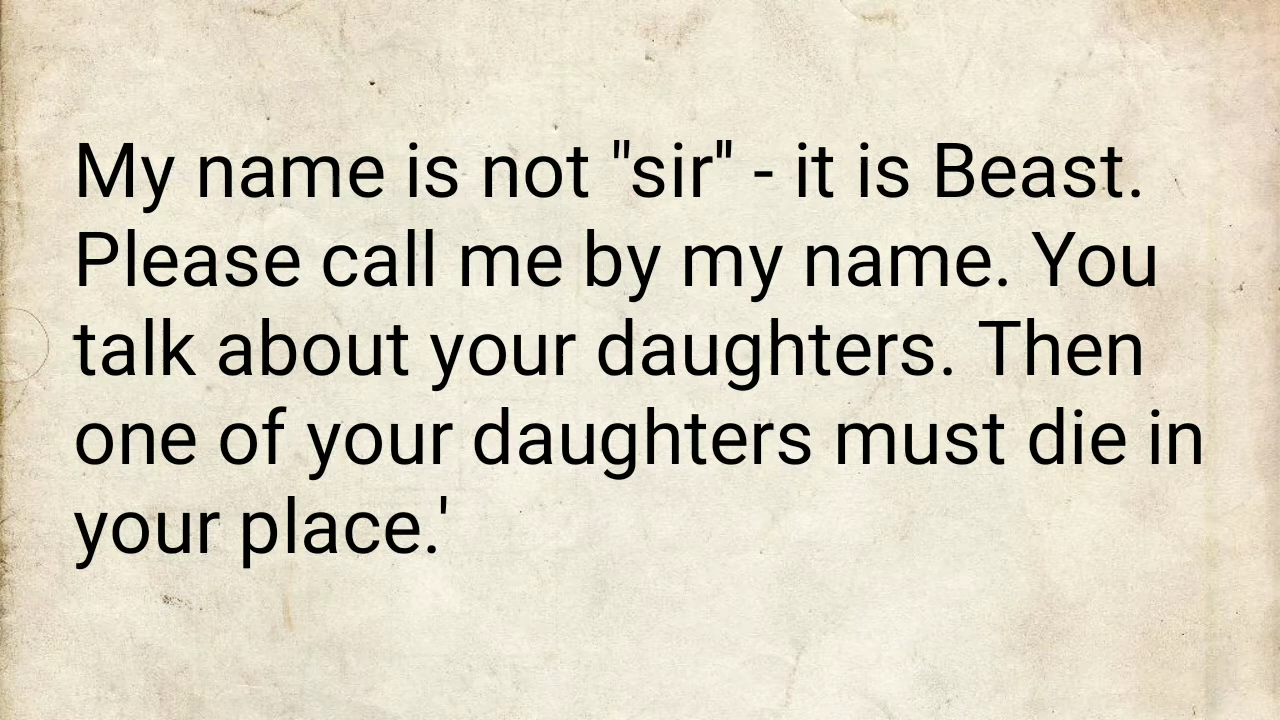 My name is not "sir" - it is Beast.
Please call me by my name. You
talk about your daughters. Then
one of your daughters must die in
your place.'